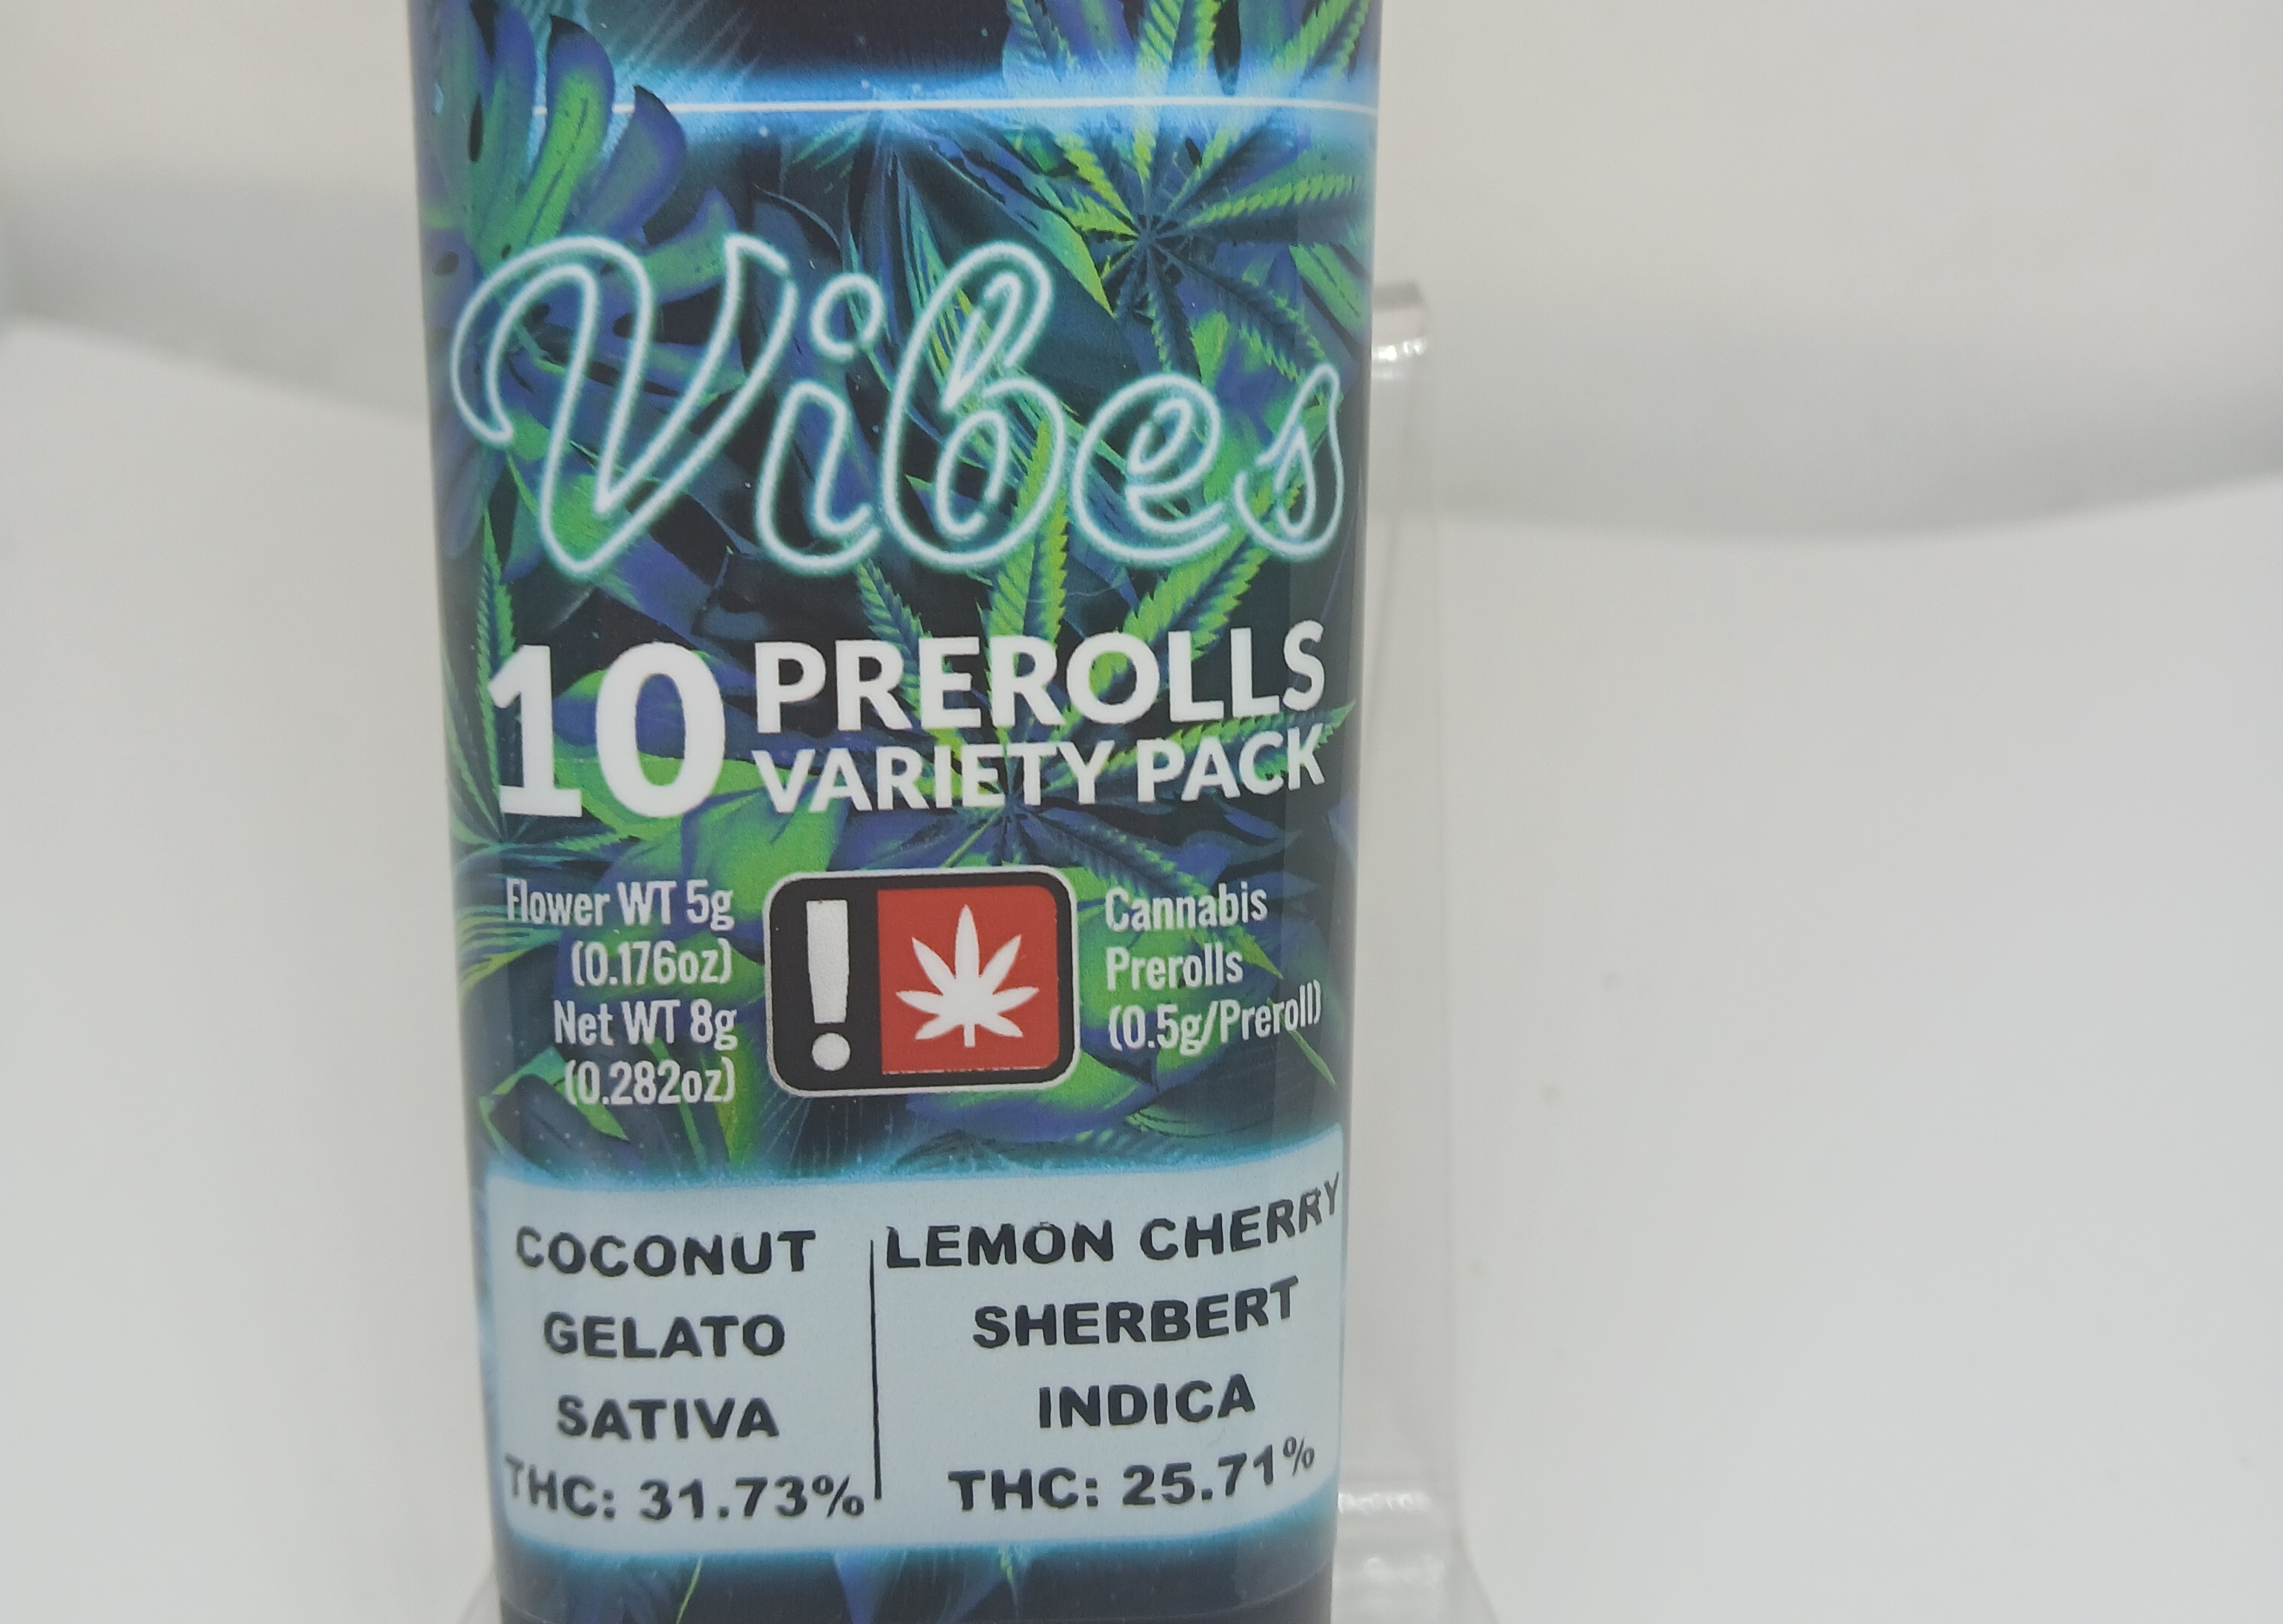 Vibes
10 PREROLLS
VARIETY PACK
Flower WT 5g
(0.176oz)
Net WT 8g
(0.282oz)
!
Cannabis
Prerolls
(0.5g/Preroll)
COCONUT
GELATO
SATIVA
THC: 31.73%
LEMON CHERRY
SHERBERT
INDICA
THC: 25.71%